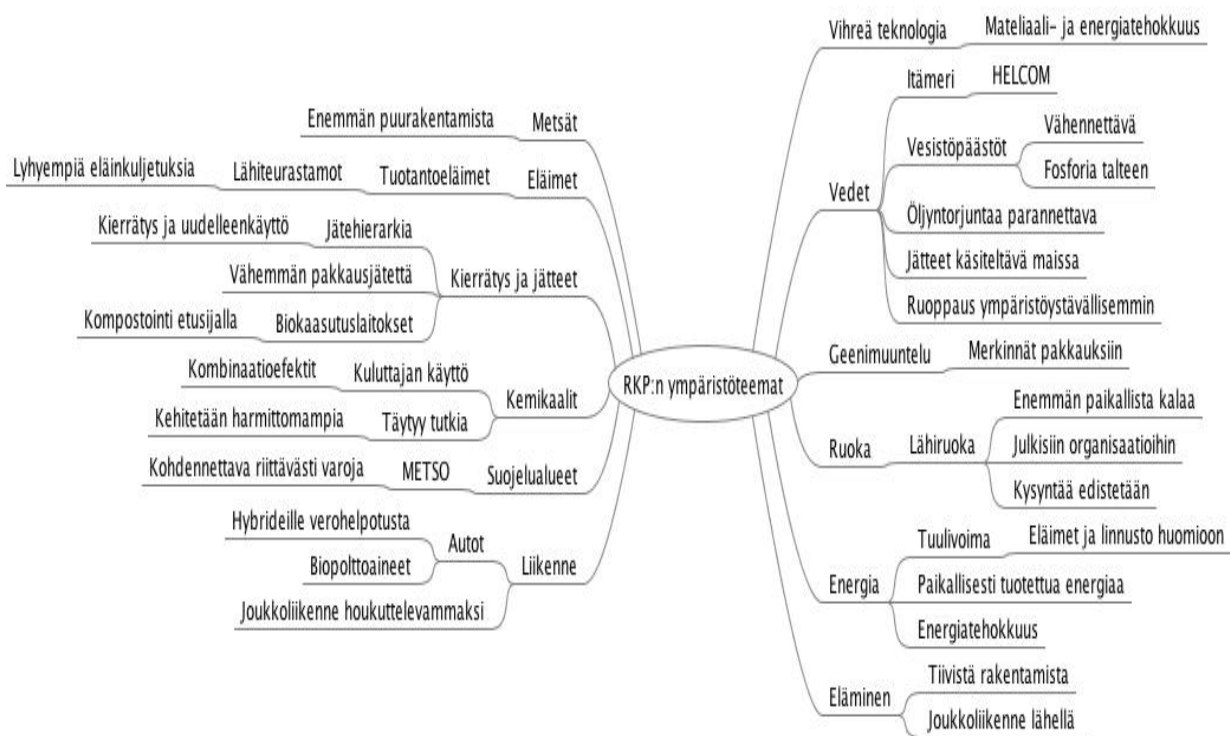 RKP:n ympäristöteemat
Metsät
Enemmän puurakentamista
Eläimet
Tuotantoeläimet
Lähiteurastamot
Lyhyempiä eläinkuljetuksia
Kierrätys ja jätteet
Jätehierarkia
Kierrätys ja uudelleenkäyttö
Vähemmän pakkausjätettä
Biokaasutuslaitokset
Kompostointi etusijalla
Kemikaalit
Kuluttajan käyttö
Kombinaatioefektit
Täytyy tutkia
Kehitetään harmittomampia
Suojelualueet
METSO
Kohdennettava riittävästi varoja
Liikenne
Autot
Hybrideille verohelpotusta
Biopolttoaineet
Joukkoliikenne houkuttelevammaksi
Vihreä teknologia
Mateliaali- ja energiatehokkuus
Vedet
Itämeri
HELCOM
Vesistöpäästöt
Vähennettävä
Fosforia talteen
Öljyntorjuntaa parannettava
Jätteet käsiteltävä maissa
Ruoppaus ympäristöystävällisemmin
Geenimuuntelu
Merkinnät pakkauksiin
Ruoka
Lähiruoka
Enemmän paikallista kalaa
Julkisiin organisaatioihin
Kysyntää edistetään
Energia
Tuulivoima
Eläimet ja linnusto huomioon
Paikallisesti tuotettua energiaa
Energiatehokkuus
Eläminen
Tiivistä rakentamista
Joukkoliikenne lähellä